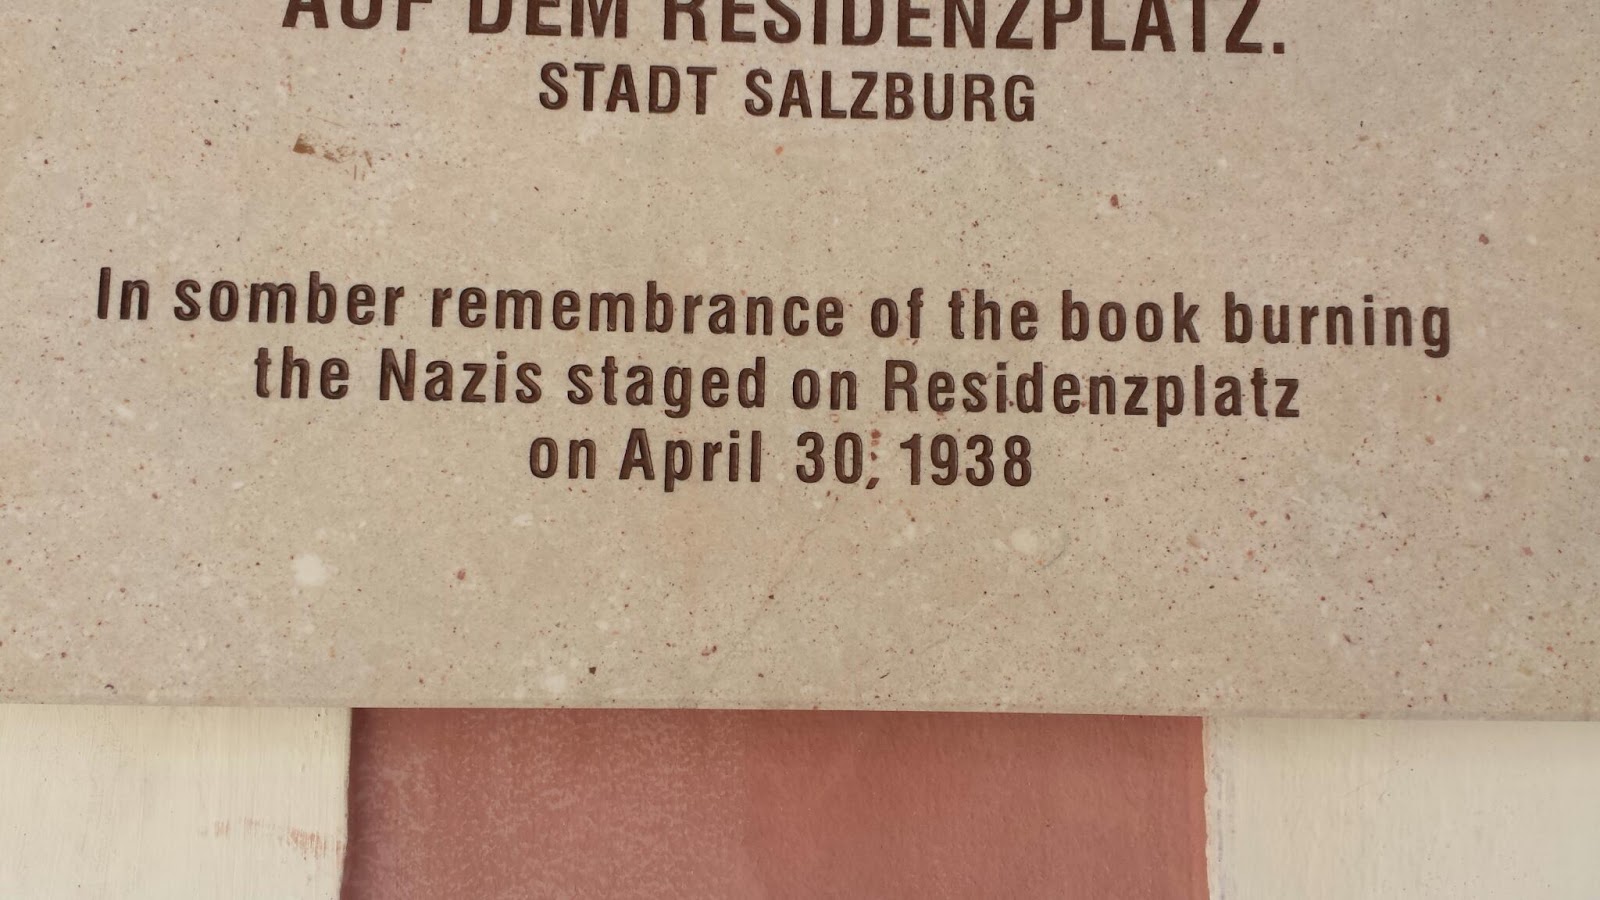 AUF DEM RESIDENZPLATZ.
STADT SALZBURG
In somber remembrance of the book burning
the Nazis staged on Residenzplatz
on April 30, 1938